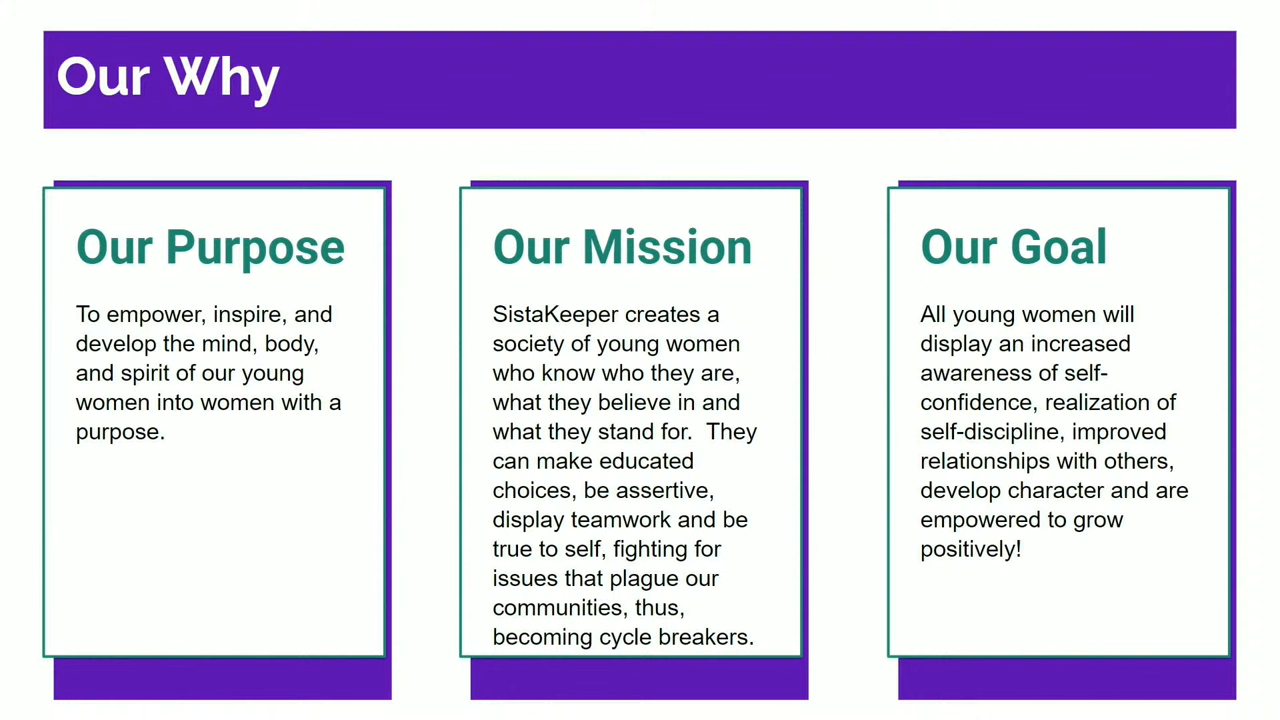 Our Why
Our Purpose
To empower, inspire, and
develop the mind, body,
and spirit of our young
women into women with a
purpose.
Our Mission
SistaKeeper creates a
society of young women
who know who they are,
what they believe in and
what they stand for.  They
can make educated
choices, be assertive,
display teamwork and be
true to self, fighting for
issues that plague our
communities, thus,
becoming cycle breakers.
Our Goal
All young women will
display an increased
awareness of self-
confidence, realization of
self-discipline, improved
relationships with others,
develop character and are
empowered to grow
positively!